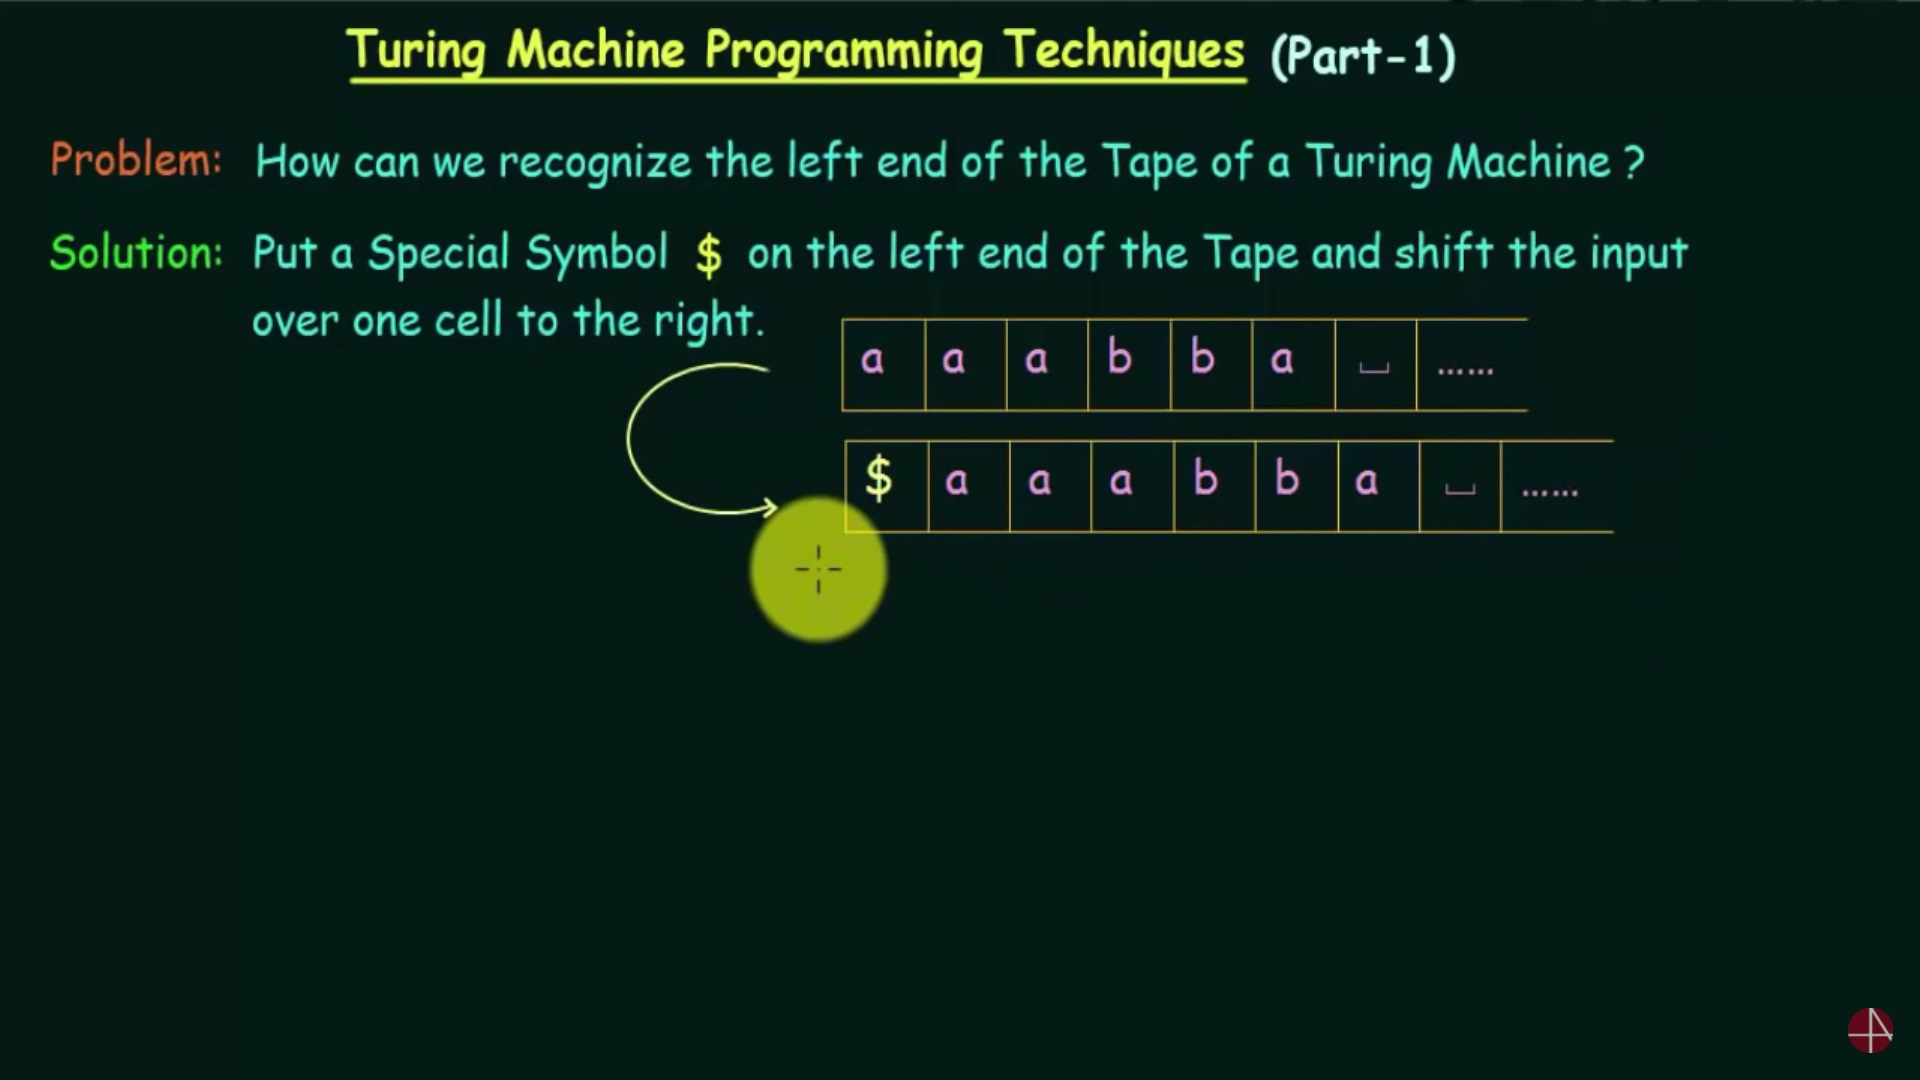 Turing Machine Programming Techniques (Part-1)
Problem: How can we recognize the left end of the Tape of a Turing Machine ?
Solution: Put a Special Symbol $ on the left end of the Tape and shift the input
over one cell to the right.
a a a b b a ⎵ ......
$ a a a b b a ⎵ ......